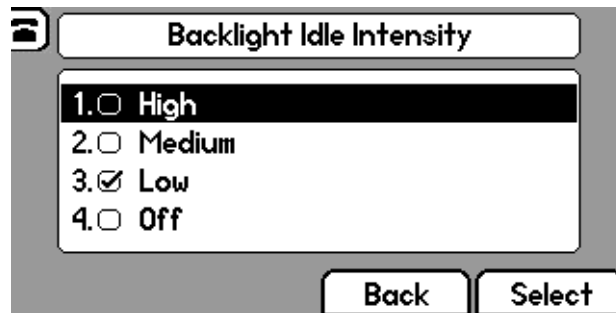 Backlight Idle Intensity
1. High
2. Medium
3. Low
4. Off
Back Select